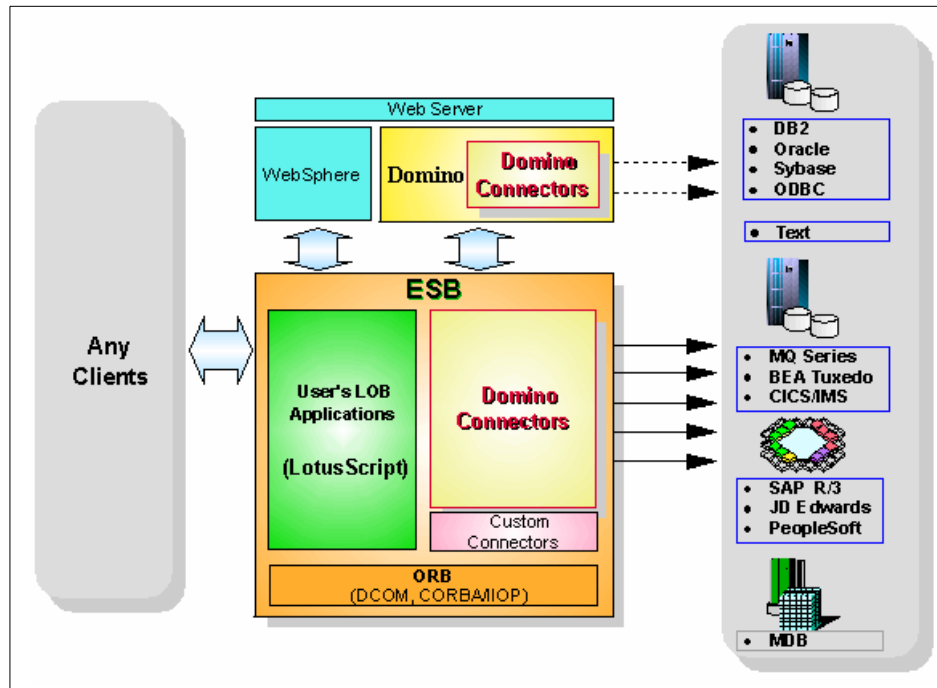 Web Server
WebSphere
Domino
Domino
Connectors
ESB
Any
Clients
User's LOB
Applications
(LotusScript)
Domino
Connectors
Custom
Connectors
ORB
(DCOM, CORBA/IIOP)
• DB2
• Oracle
• Sybase
• ODBC
• Text
• MQ Series
• BEA Tuxedo
• CICS/IMS
• SAP R/3
• JD Edwards
• PeopleSoft
• MDB